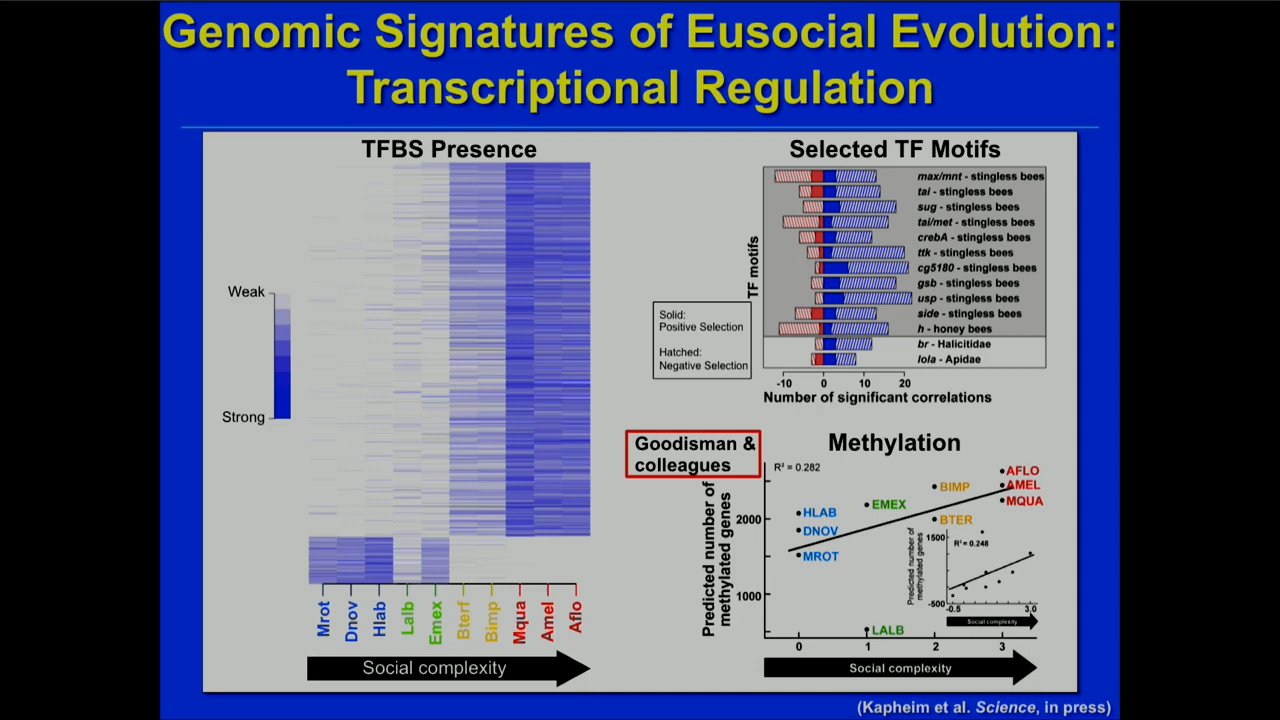 Genomic Signatures of Eusocial Evolution:
Transcriptional Regulation
TFBS Presence
Weak
Strong
Mrot
Dnov
Hlab
Lalb
Emex
Bterf
Bimp
Mqua
Amel
Aflo
Social complexity
Selected TF Motifs
TF motifs
max/mnt - stingless bees
tai - stingless bees
sug - stingless bees
tai/met - stingless bees
crebA - stingless bees
ttk - stingless bees
cg5180 - stingless bees
gsb - stingless bees
usp - stingless bees
side - stingless bees
h - honey bees
br - Halicitidae
lola - Apidae
Solid:
Positive Selection
Hatched:
Negative Selection
-10 0 10 20
Number of significant correlations
Goodisman &
colleagues
Methylation
R² = 0.282
Predicted number of
methylated genes
2000
1000
HLAB
DNOV
MROT
EMEX
LALB
BIMP
BTER
AFLO
AMEL
MQUA
0 1 2 3
Social complexity
Predicted number of
methylated genes
1500
R² = 0.248
-500
-0.5 3.0
Social complexity
(Kapheim et al. Science, in press)